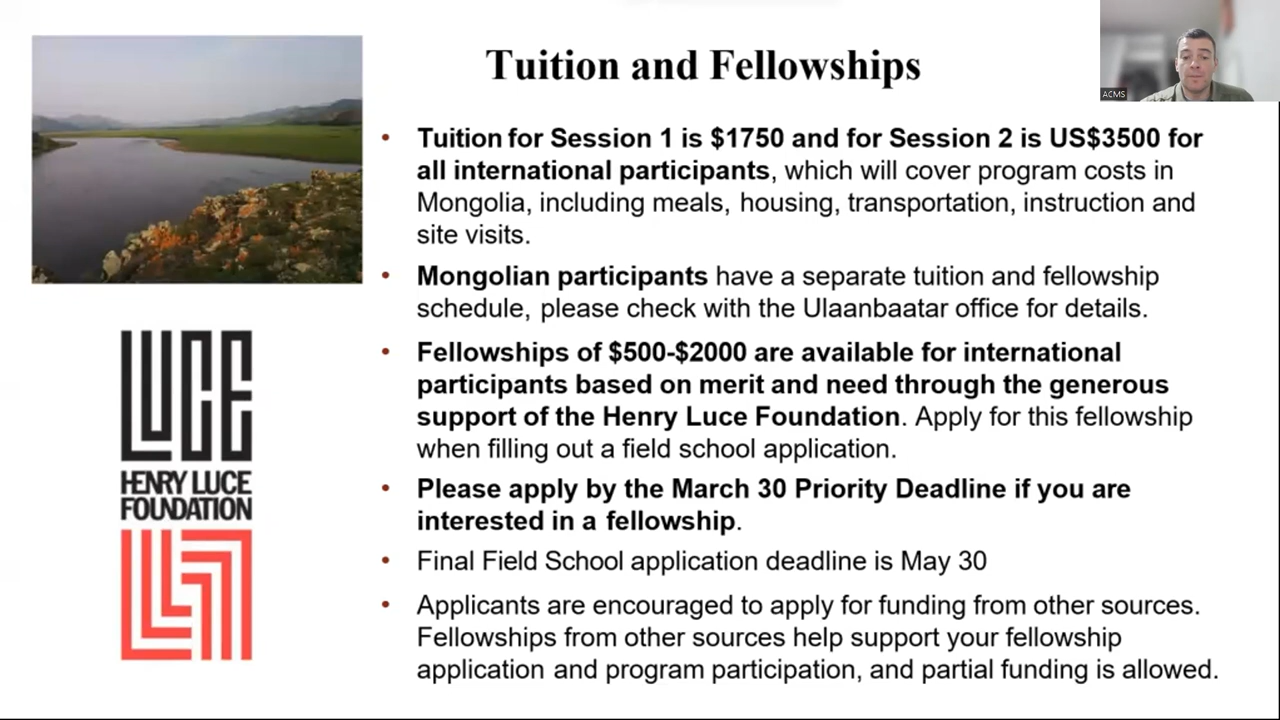 Tuition and Fellowships
ACMS
• Tuition for Session 1 is $1750 and for Session 2 is US$3500 for
all international participants, which will cover program costs in
Mongolia, including meals, housing, transportation, instruction and
site visits.
• Mongolian participants have a separate tuition and fellowship
schedule, please check with the Ulaanbaatar office for details.
• Fellowships of $500-$2000 are available for international
participants based on merit and need through the generous
support of the Henry Luce Foundation. Apply for this fellowship
when filling out a field school application.
• Please apply by the March 30 Priority Deadline if you are
interested in a fellowship.
• Final Field School application deadline is May 30
• Applicants are encouraged to apply for funding from other sources.
Fellowships from other sources help support your fellowship
application and program participation, and partial funding is allowed.
LUCE
HENRY LUCE
FOUNDATION